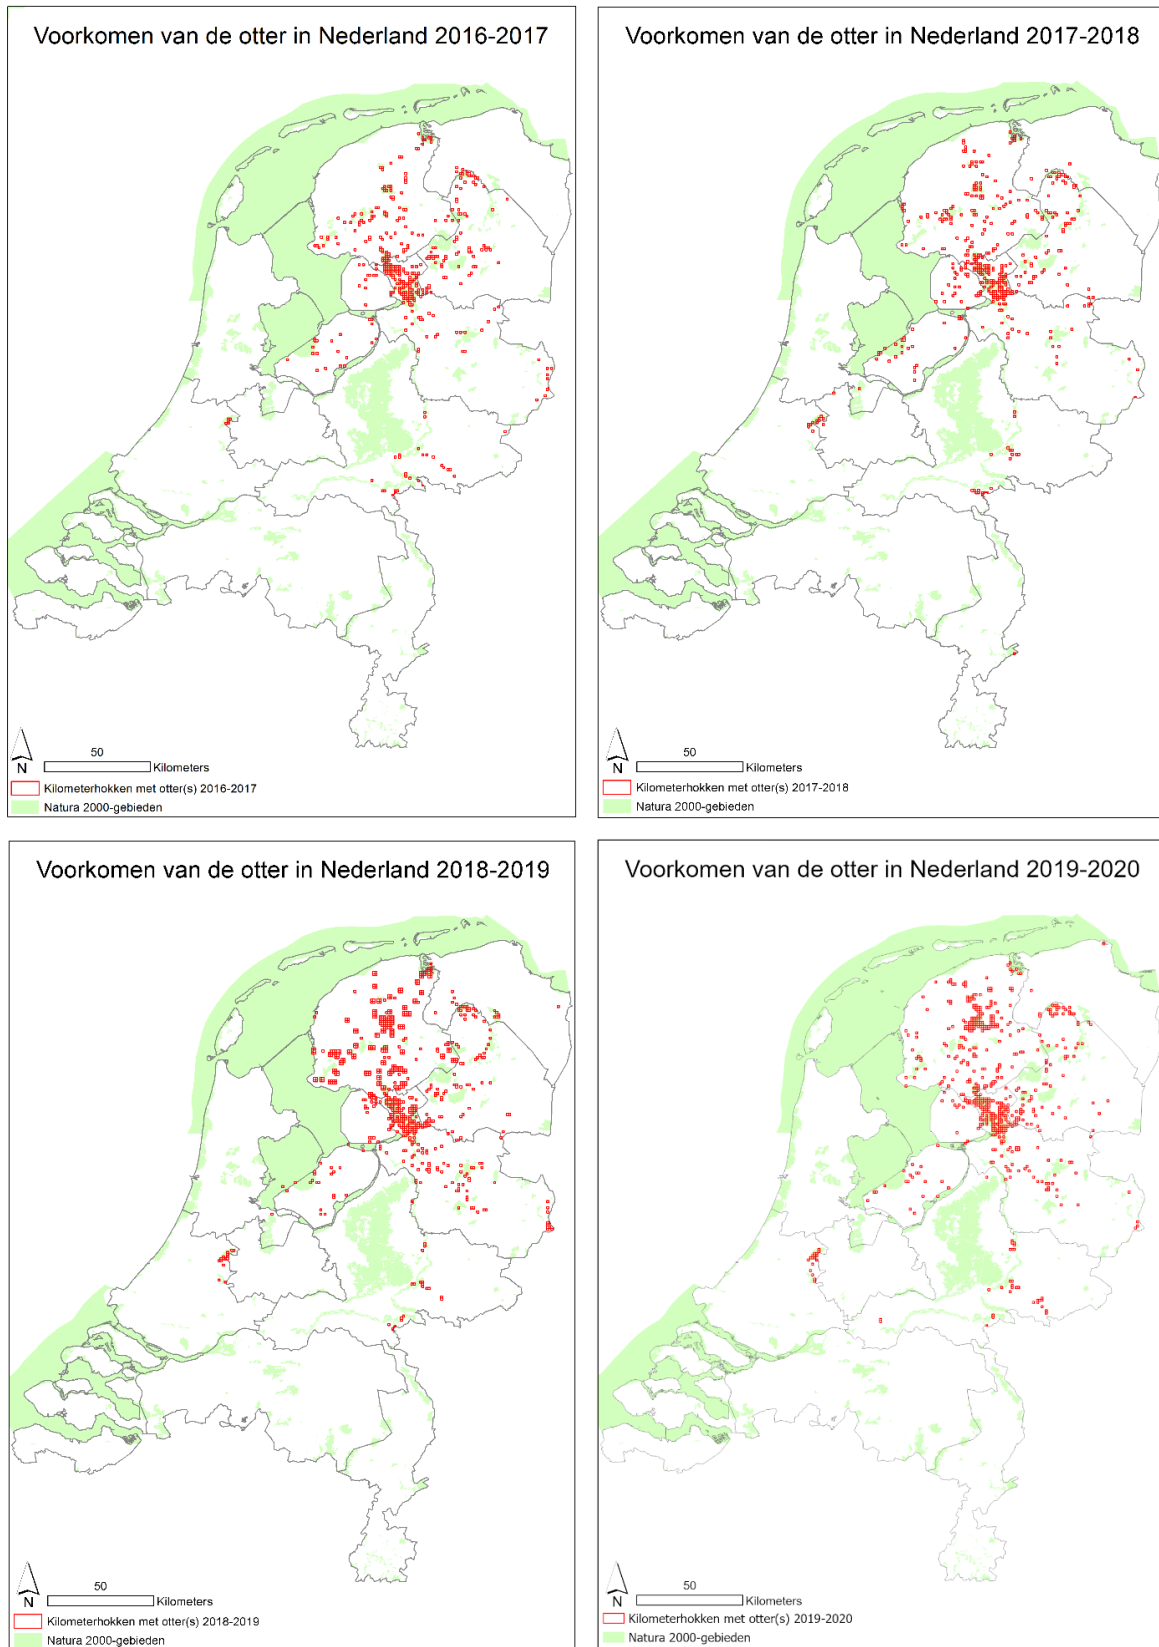 Voorkomen van de otter in Nederland 2016-2017
50
Kilometers
N
Kilometerhokken met otter(s) 2016-2017
Natura 2000-gebieden
Voorkomen van de otter in Nederland 2017-2018
50
Kilometers
N
Kilometerhokken met otter(s) 2017-2018
Natura 2000-gebieden
Voorkomen van de otter in Nederland 2018-2019
50
Kilometers
N
Kilometerhokken met otter(s) 2018-2019
Natura 2000-gebieden
Voorkomen van de otter in Nederland 2019-2020
50
Kilometers
N
Kilometerhokken met otter(s) 2019-2020
Natura 2000-gebieden